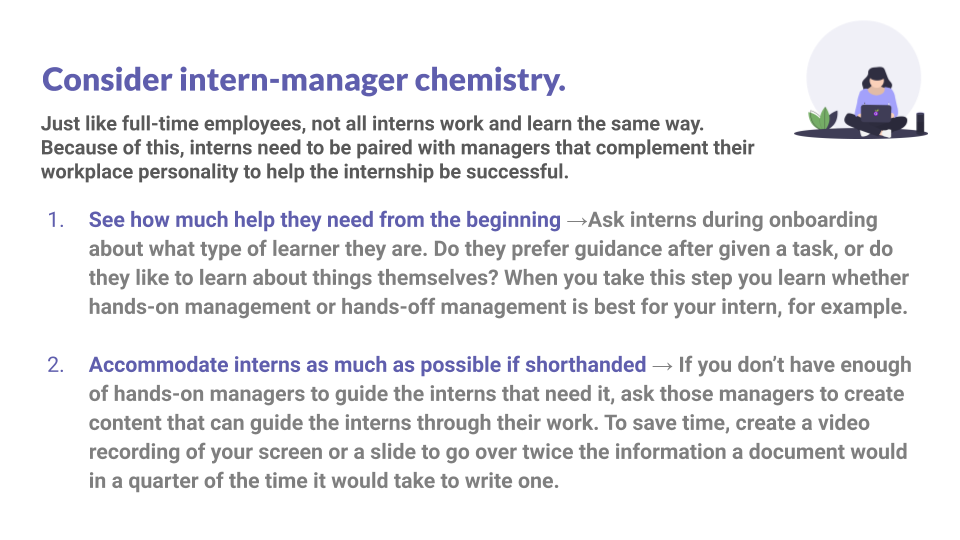 Consider intern-manager chemistry.
Just like full-time employees, not all interns work and learn the same way.
Because of this, interns need to be paired with managers that complement their
workplace personality to help the internship be successful.
1. See how much help they need from the beginning →Ask interns during onboarding
about what type of learner they are. Do they prefer guidance after given a task, or do
they like to learn about things themselves? When you take this step you learn whether
hands-on management or hands-off management is best for your intern, for example.
2. Accommodate interns as much as possible if shorthanded → If you don’t have enough
of hands-on managers to guide the interns that need it, ask those managers to create
content that can guide the interns through their work. To save time, create a video
recording of your screen or a slide to go over twice the information a document would
in a quarter of the time it would take to write one.